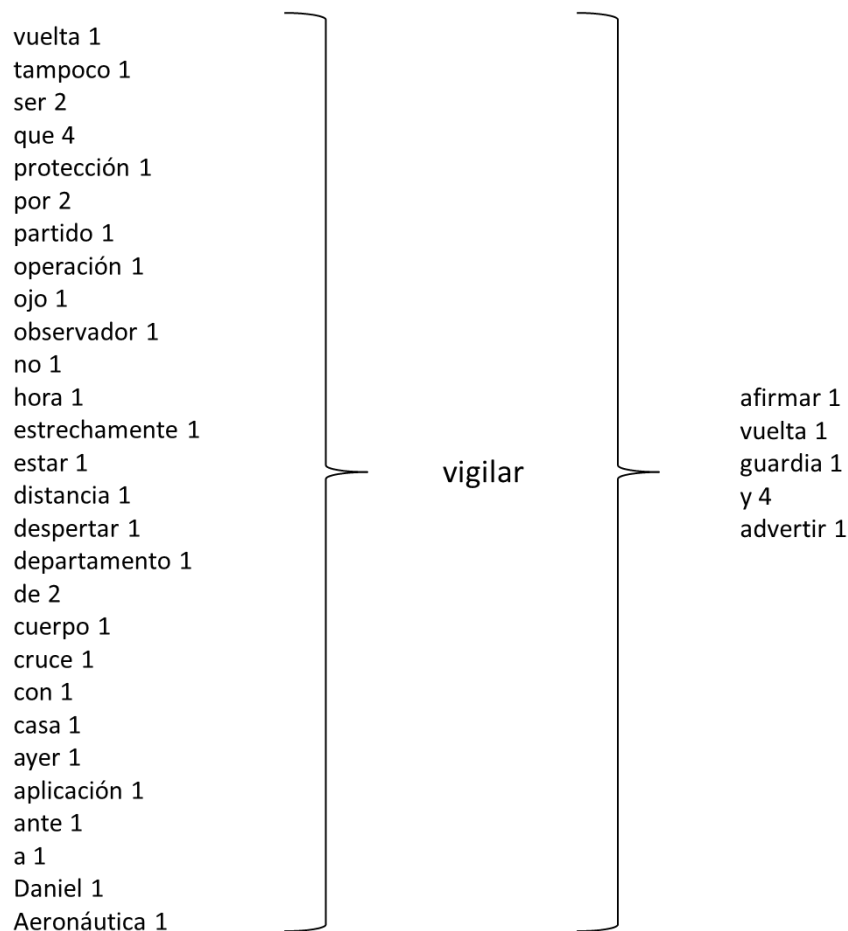 vuelta 1
tampoco 1
ser 2
que 4
protección 1
por 2
partido 1
operación 1
ojo 1
observador 1
no 1
hora 1
estrechamente 1
estar 1
distancia 1
despertar 1
departamento 1
de 2
cuerpo 1
cruce 1
con 1
casa 1
ayer 1
aplicación 1
ante 1
a 1
Daniel 1
Aeronáutica 1
vigilar
afirmar 1
vuelta 1
guardia 1
y 4
advertir 1